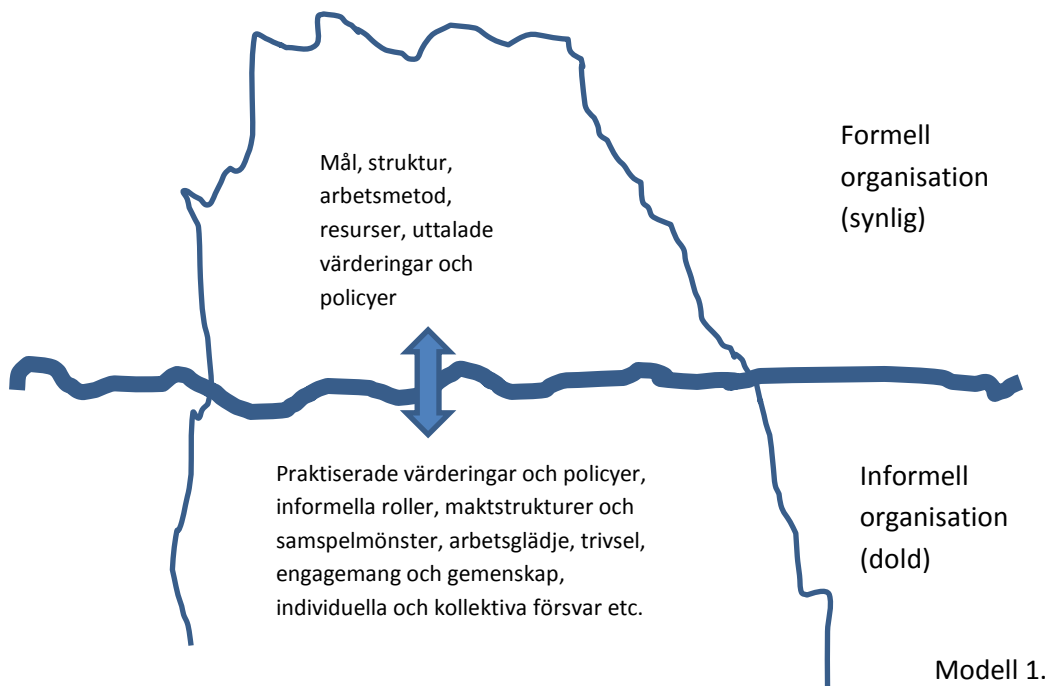 Mål, struktur,
arbetsmetod,
resurser, uttalade
värderingar och
policyer
Formell
organisation
(synlig)
Praktiserade värderingar och policyer,
informella roller, maktstrukturer och
samspelmönster, arbetsglädje, trivsel,
engagemang och gemenskap,
individuella och kollektiva försvar etc.
Informell
organisation
(dold)
Modell 1.